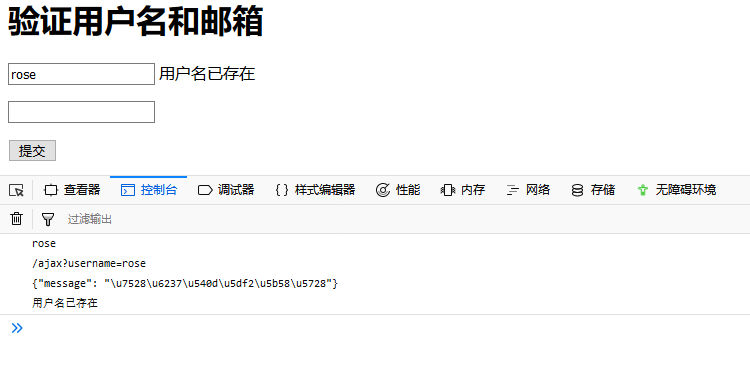 验证用户名和邮箱
rose 用户名已存在
提交
查看器 控制台 调试器 {} 样式编辑器 性能 内存 网络 存储 无障碍环境
过滤输出
rose
/ajax?username=rose
{"message": "\u7528\u6237\u540d\u5df2\u5b58\u5728"}
用户名已存在